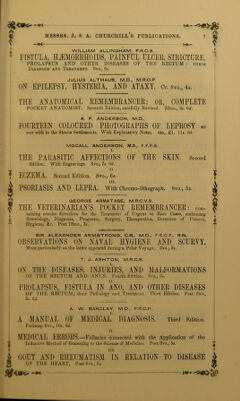 MESSRS. J. & A. CHURCHILL'S PUBLICATIONS. 7
WILLIAM ALLINGHAM, F.R.C.S.
FISTULA, HÆMORRHOIDS, PAINFUL ULCER, STRICTURE,
PROLAPSUS AND OTHER DISEASES OF THE RECTUM: THEIR
DIAGNOSIS AND TREATMENT. 8vo, 5s.
JULIUS ALTHAUS, M.D., M.R.C.P.
ON EPILEPSY, HYSTERIA, AND ATAXY. Cr. 8vo., 4s.
THE ANATOMICAL REMEMBRANCER; OR, COMPLETE
POCKET ANATOMIST. Seventh Edition, carefully Revised. 32mo, 3s. 6d.
A. F. ANDERSON, M.D.
FOURTEEN COLOURED PHOTOGRAPHS OF LEPROSY as
met with in the Straits Settlements. With Explanatory Notes. 4to., £1. 11s. 6d
McCALL ANDERSON, M.D., F.F.P.S.
I
THE PARASITIC AFFECTIONS OF THE SKIN. Second
Edition. With Engravings. 8vo, 7s. 6d.
II
ECZEMA. Second Edition. 8vo., 6s.
III
PSORIASIS AND LEPRA. With Chromo-lithograph. 8vo., 5s.
GEORGE ARMATAGE, M.R.C.V.S.
THE VETERINARIAN'S POCKET REMEMBRANCER: con-
taining concise directions for the Treatment of Urgent or Rare Cases, embracing
Semeiology, Diagnosis, Prognosis, Surgery, Therapeutics, Detection of Poisons,
Hygiene, &c. Post 18mo, 3s.
SIR ALEXANDER ARMSTRONG, C.B., M.D., F.R.C.P., R.N.
OBSERVATIONS ON NAVAL HYGIENE AND SCURVY.
More particularly as the latter appeared during a Polar Voyage. 8vo., 5s.
T. J. ASHTON, M.R.C.S.
I
ON THE DISEASES, INJURIES, AND MALFORMATIONS
OF THE RECTUM AND ANUS. Fourth Edition. 8vo., 8s.
II
PROLAPSUS, FISTULA IN ANO, AND OTHER DISEASES
OF THE RECTUM; their Pathology and Treatment. Third Edition. Post 8vo,
2s. 6d.
A. W. BARCLAY, M.D., F.R.C.P.
I
A MANUAL OF MEDICAL DIAGNOSIS. Third Edition.
Foolscap 8vo, 10s. 6d.
II
MEDICAL ERRORS.—Fallacies connected with the Application of the
Inductive Method of Reasoning to the Science of Medicine. Post 8vo, 5s.
III
GOUT AND RHEUMATISM IN RELATION TO DISEASE
OF THE HEART. Post 8vo, 5s.